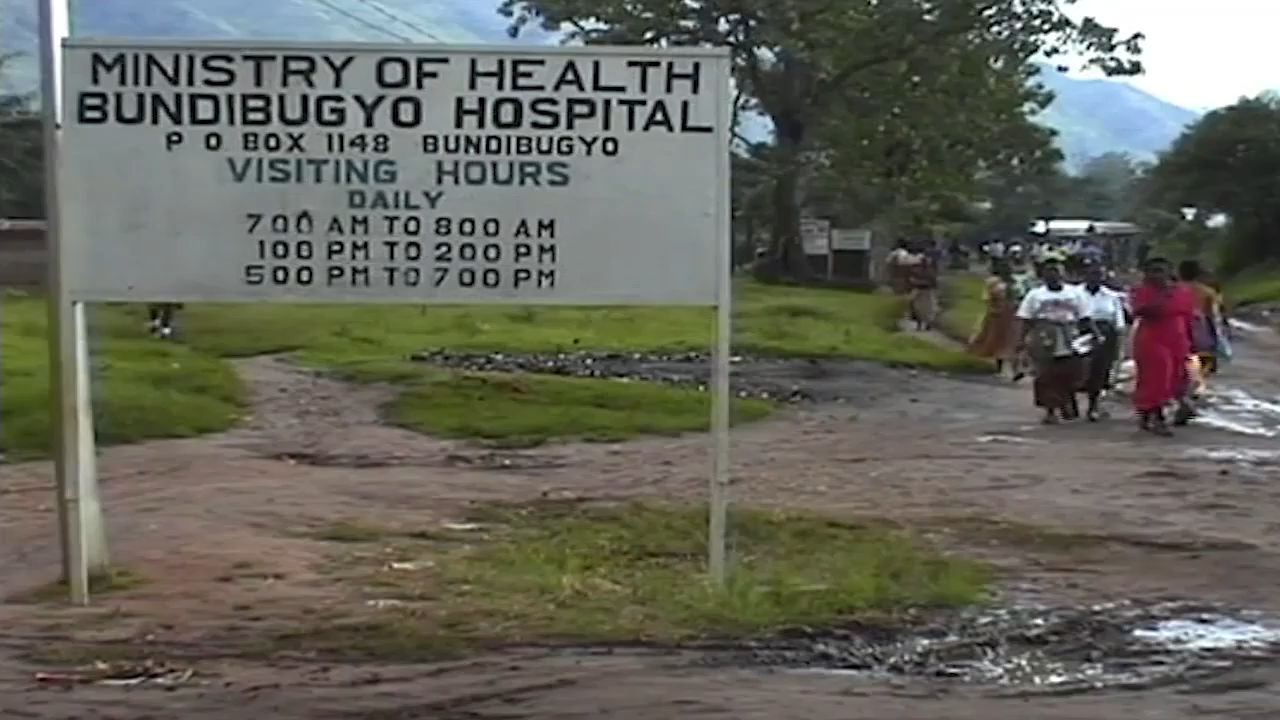 MINISTRY OF HEALTH
BUNDIBUGYO HOSPITAL
P O BOX 1148 BUNDIBUGYO
VISITING HOURS
DAILY
700 AM TO 800 AM
100 PM TO 200 PM
500 PM TO 700 PM